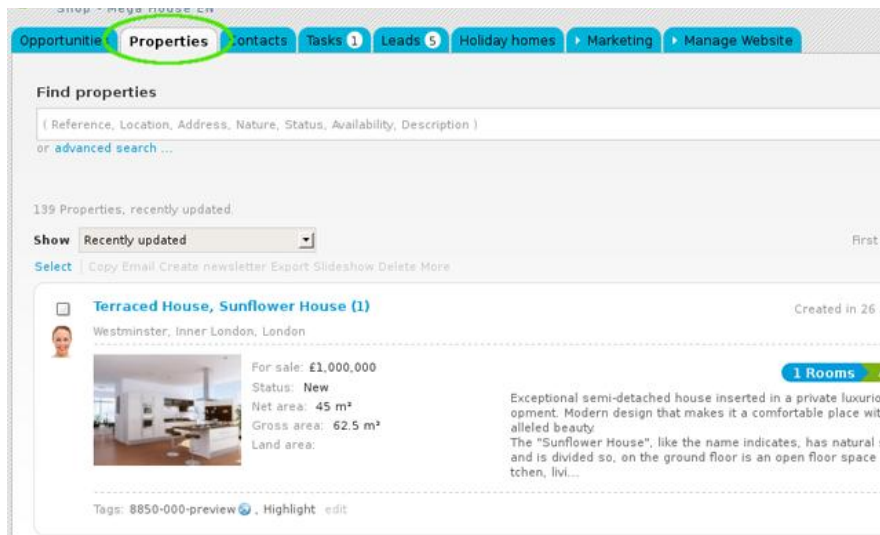 Shop - Mega House EN
Opportunities Properties Contacts Tasks 1 Leads 5 Holiday homes Marketing Manage Website
Find properties
( Reference, Location, Address, Nature, Status, Availability, Description )
or advanced search ...
139 Properties, recently updated.
Show Recently updated First
Select Copy Email Create newsletter Export Slideshow Delete More
Terraced House, Sunflower House (1) Created in 26
Westminster, Inner London, London
For sale: £1,000,000
1 Rooms
Status: New
Net area: 45 m²
Gross area: 62.5 m²
Land area:
Exceptional semi-detached house inserted in a private luxurio
opment. Modern design that makes it a comfortable place wit
alleled beauty
The "Sunflower House", like the name indicates, has natural
and is divided so, on the ground floor is an open floor space
tchen, livi...
Tags: 8850-000-preview , Highlight edit